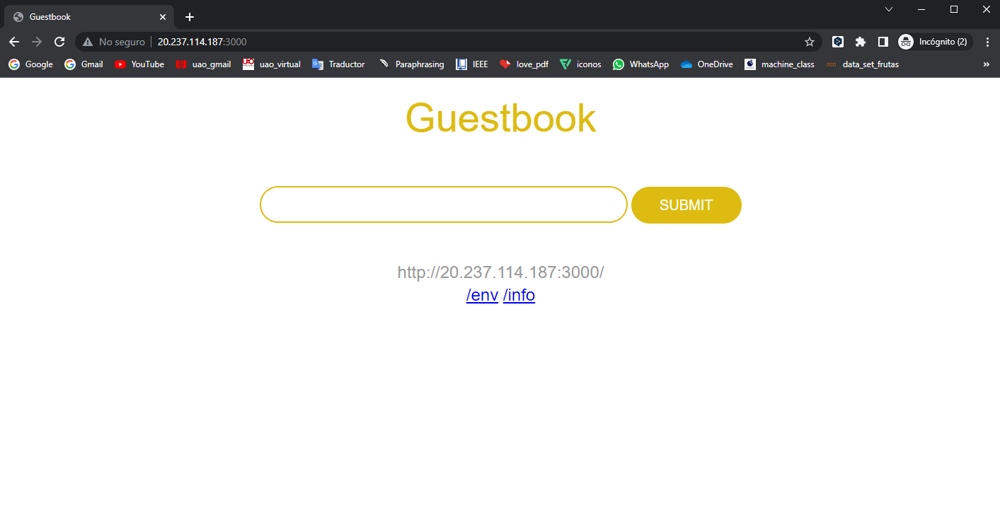 Guestbook
No seguro 20.237.114.187:3000 Incógnito (2)
Google Gmail YouTube uao_gmail uao_virtual Traductor Paraphrasing IEEE love_pdf iconos WhatsApp OneDrive machine_class data_set_frutas »
Guestbook
SUBMIT
http://20.237.114.187:3000/
/env /info